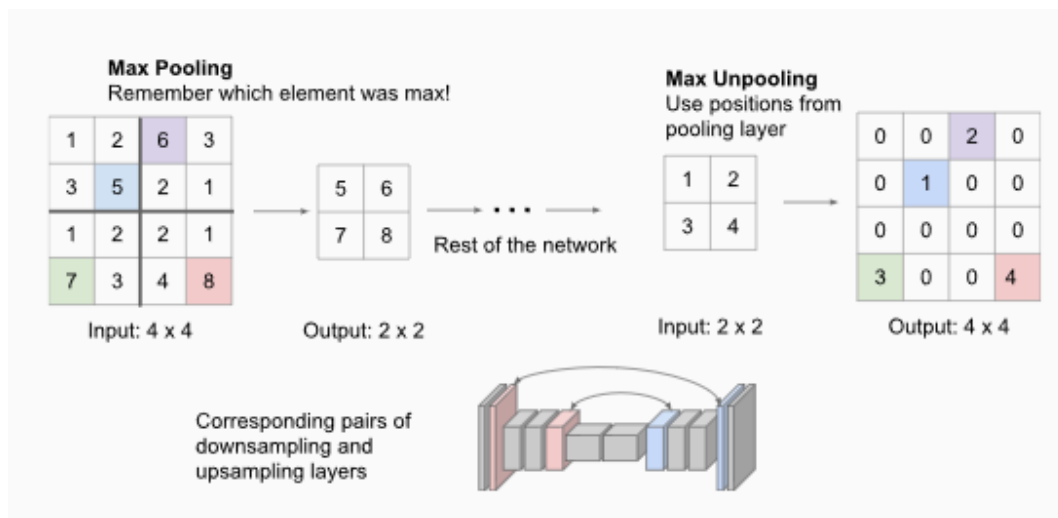 Max Pooling
Remember which element was max!
1 2 6 3
3 5 2 1
1 2 2 1
7 3 4 8
Input: 4 x 4
5 6
7 8
Output: 2 x 2
...
Rest of the network
Max Unpooling
Use positions from
pooling layer
1 2
3 4
Input: 2 x 2
0 0 2 0
0 1 0 0
0 0 0 0
3 0 0 4
Output: 4 x 4
Corresponding pairs of
downsampling and
upsampling layers